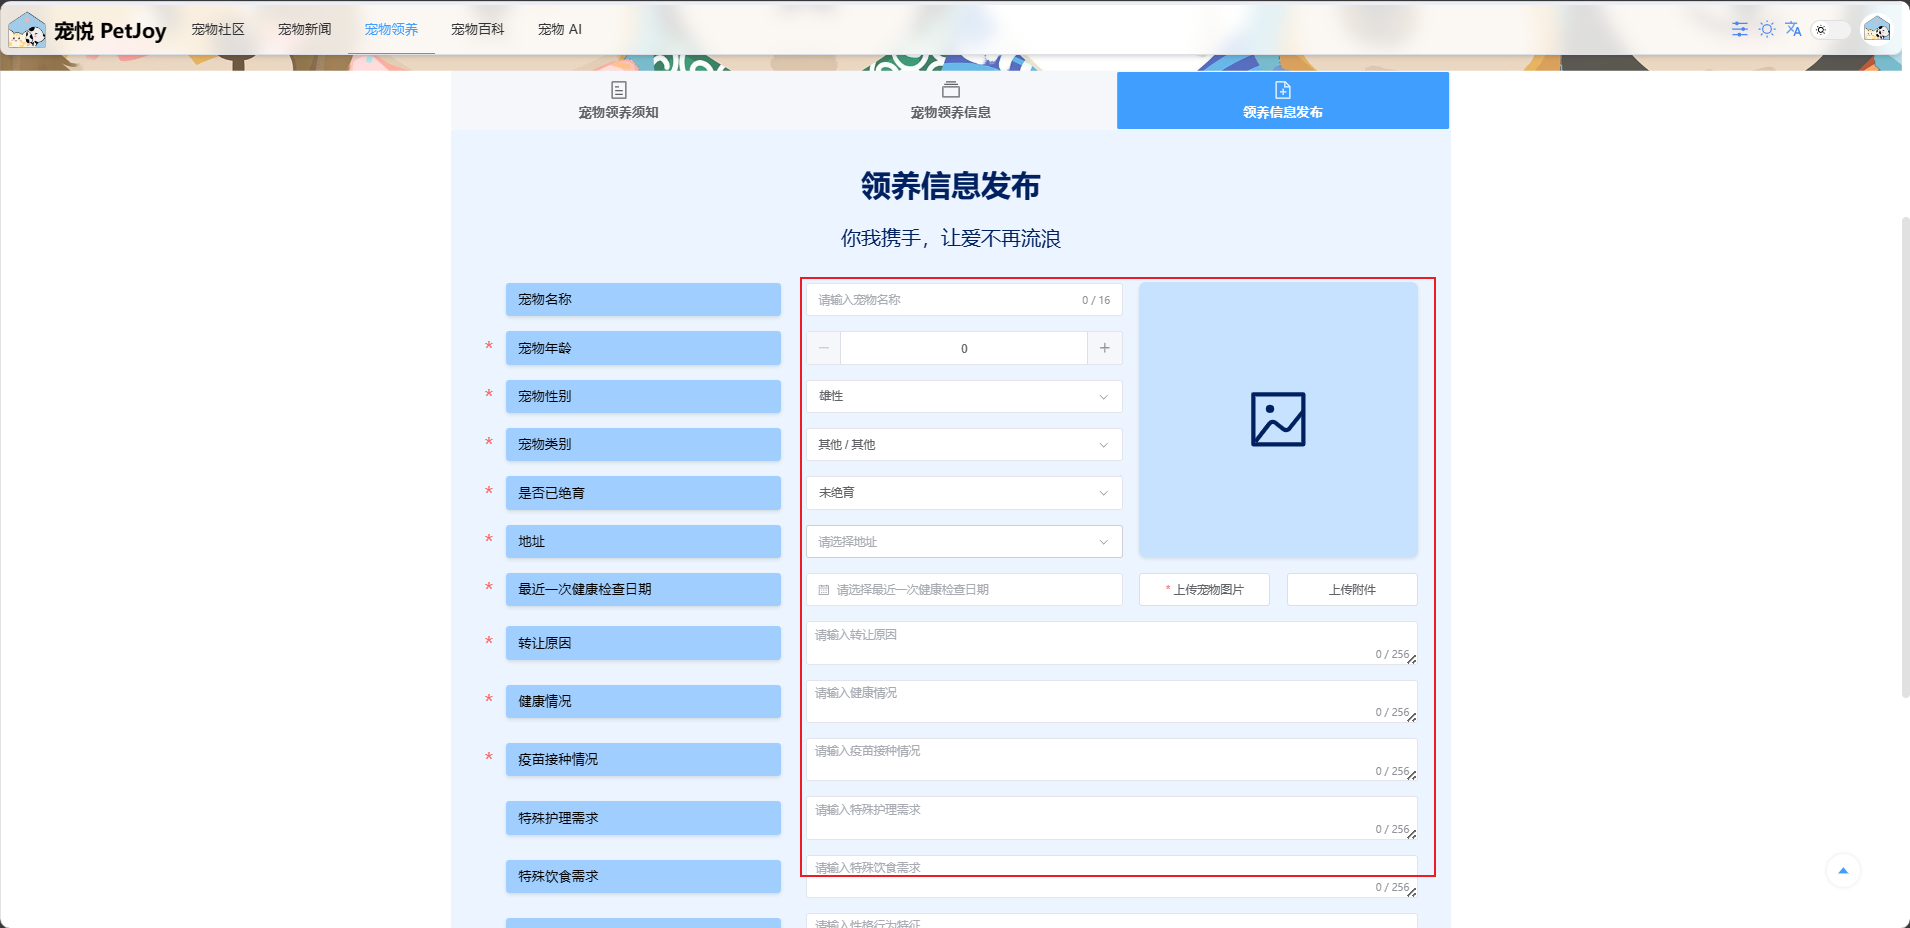 宠悦 PetJoy
宠物社区
宠物新闻
宠物领养
宠物百科
宠物 AI
宠物领养须知
宠物领养信息
领养信息发布
领养信息发布
你我携手，让爱不再流浪
宠物名称
请输入宠物名称
0 / 16
* 宠物年龄
0
* 宠物性别
雄性
* 宠物类别
其他 / 其他
* 是否已绝育
未绝育
* 地址
请选择地址
* 最近一次健康检查日期
请选择最近一次健康检查日期
* 上传宠物图片
上传附件
* 转让原因
请输入转让原因
0 / 256
* 健康情况
请输入健康情况
0 / 256
* 疫苗接种情况
请输入疫苗接种情况
0 / 256
特殊护理需求
请输入特殊护理需求
0 / 256
特殊饮食需求
请输入特殊饮食需求
0 / 256
请输入性格行为特征